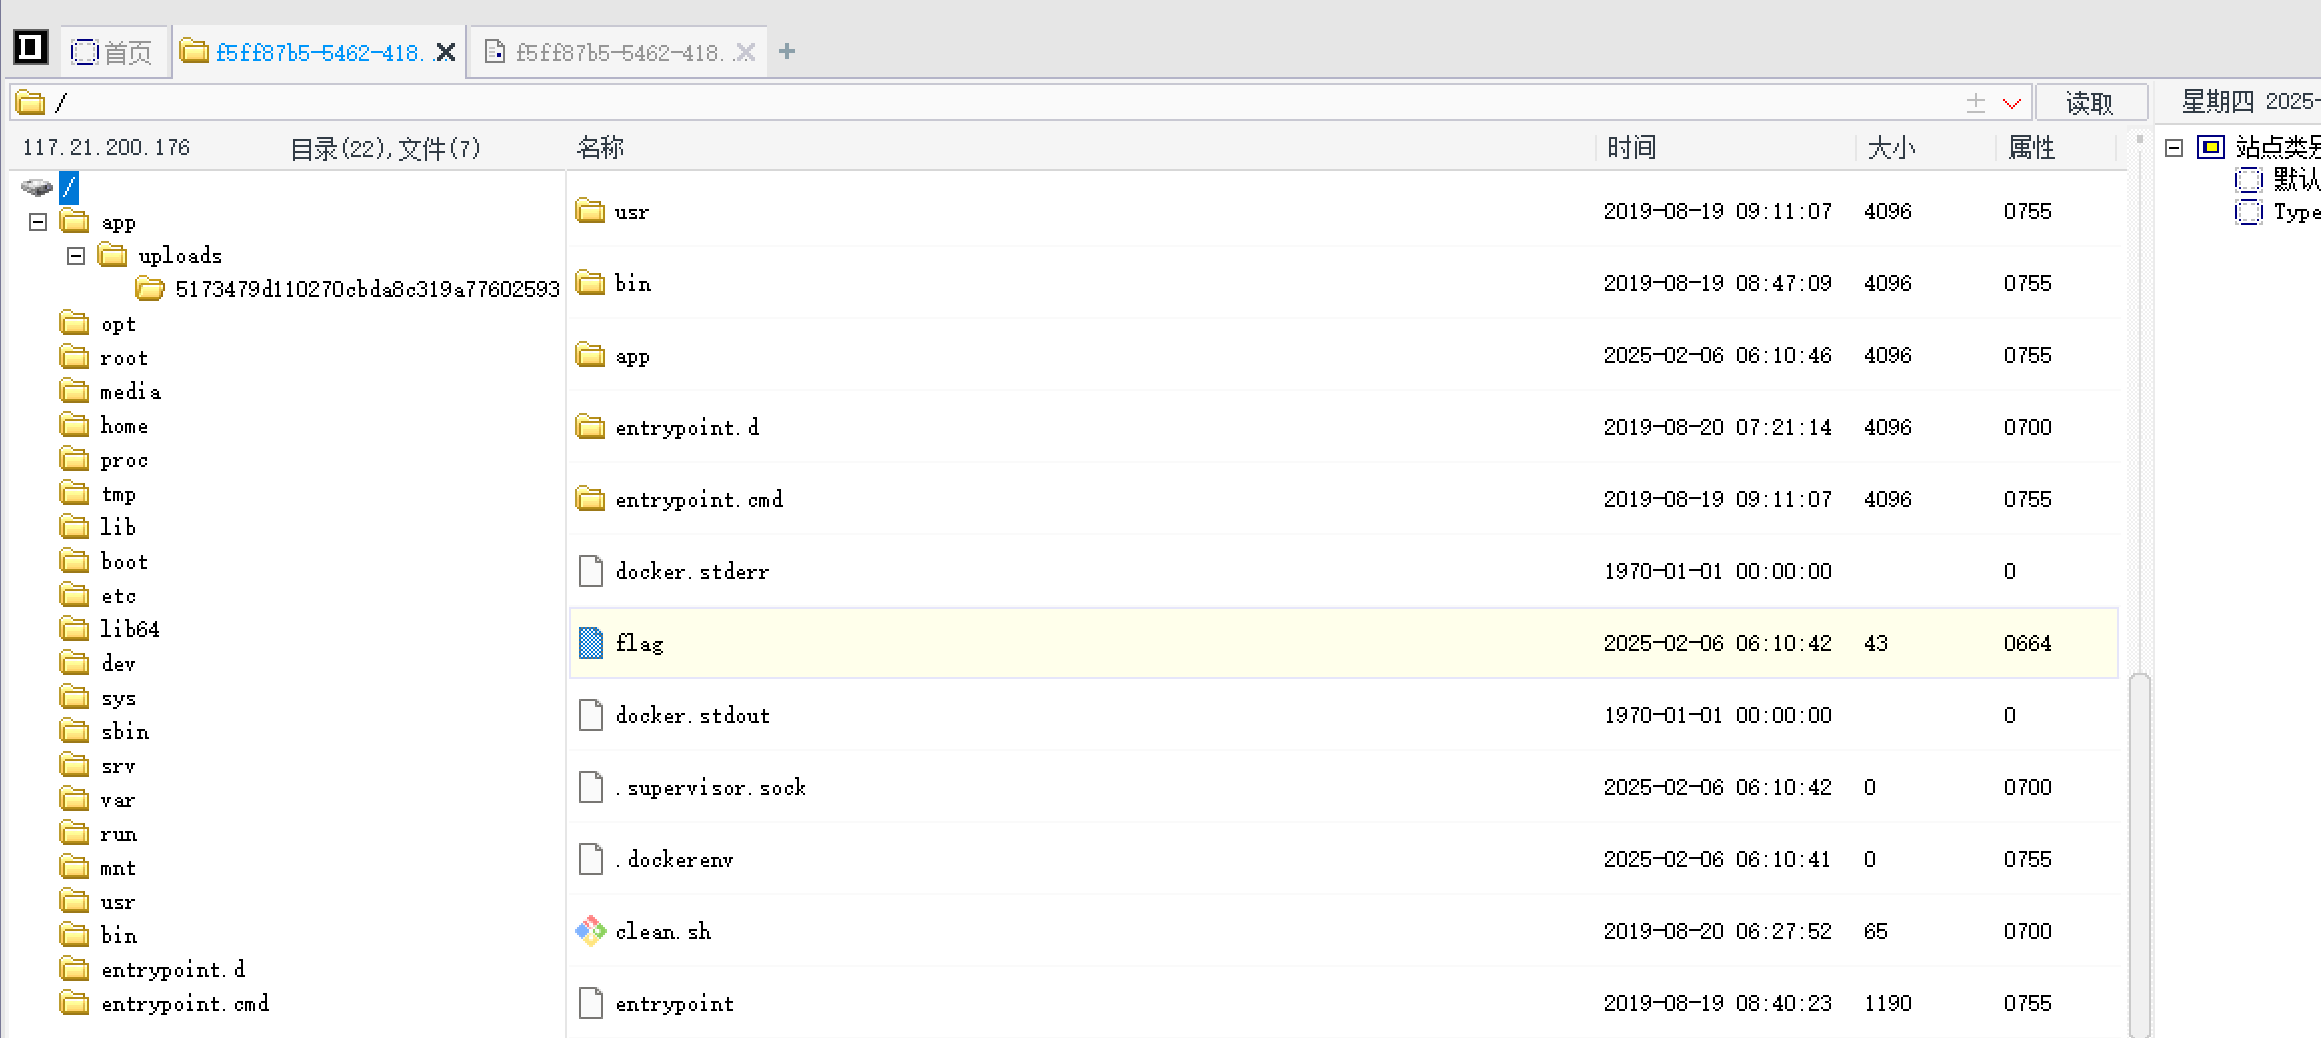 首页
f5ff87b5-5462-418...
f5ff87b5-5462-418...
+
/
读取
星期四 2025-
117.21.200.176 目录(22),文件(7)
名称 时间 大小 属性
站点类别
默认
Type
/
app
uploads
5173479d110270cbda8c319a77602593
opt
root
media
home
proc
tmp
lib
boot
etc
lib64
dev
sys
sbin
srv
var
run
mnt
usr
bin
entrypoint.d
entrypoint.cmd
usr 2019-08-19 09:11:07 4096 0755
bin 2019-08-19 08:47:09 4096 0755
app 2025-02-06 06:10:46 4096 0755
entrypoint.d 2019-08-20 07:21:14 4096 0700
entrypoint.cmd 2019-08-19 09:11:07 4096 0755
docker.stderr 1970-01-01 00:00:00 0
flag 2025-02-06 06:10:42 43 0664
docker.stdout 1970-01-01 00:00:00 0
.supervisor.sock 2025-02-06 06:10:42 0 0700
.dockerenv 2025-02-06 06:10:41 0 0755
clean.sh 2019-08-20 06:27:52 65 0700
entrypoint 2019-08-19 08:40:23 1190 0755